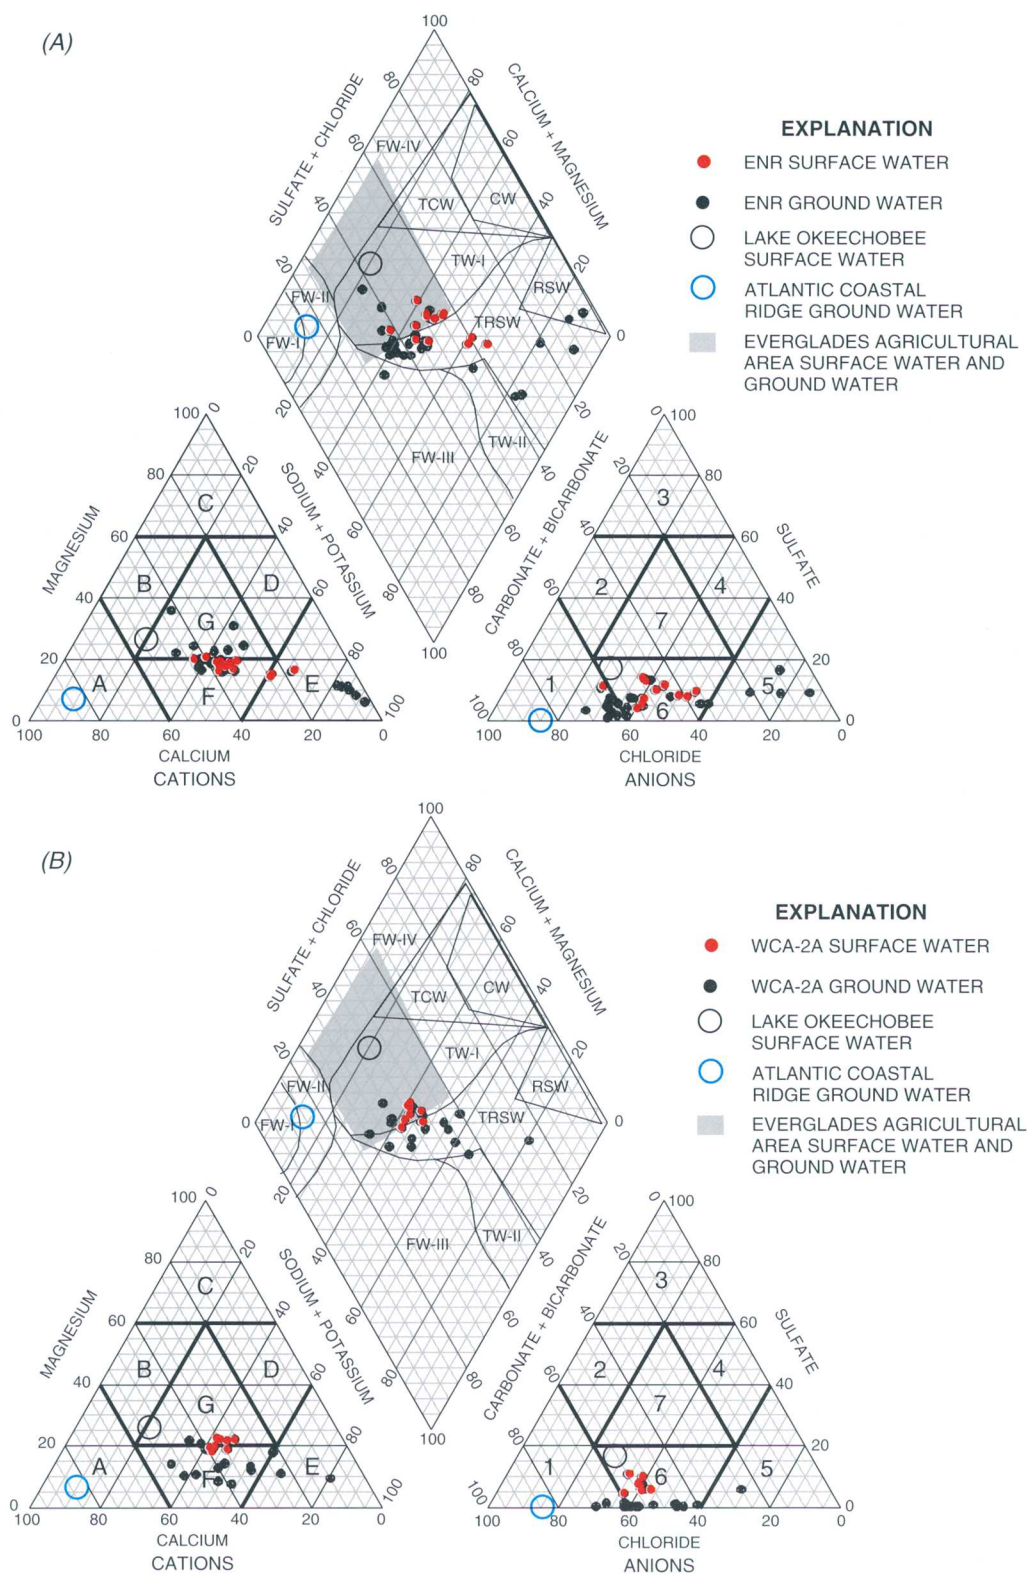 (A)
100
80
80
SULFATE + CHLORIDE
CALCIUM + MAGNESIUM
60
60
FW-IV
40
40
TCW
CW
20
20
TW-I
FW-II
RSW
TRSW
0
FW-I
0
20
20
FW-III
TW-II
40
40
SODIUM + POTASSIUM
CARBONATE + BICARBONATE
60
60
80
80
100
EXPLANATION
ENR SURFACE WATER
ENR GROUND WATER
LAKE OKEECHOBEE
SURFACE WATER
ATLANTIC COASTAL
RIDGE GROUND WATER
EVERGLADES AGRICULTURAL
AREA SURFACE WATER AND
GROUND WATER
100
0
80
20
C
MAGNESIUM
60
40
B
D
40
60
G
20
80
A
F
E
0
100
100
80
60
40
20
0
CALCIUM
CATIONS
0
100
20
80
3
40
60
SULFATE
2
4
60
40
7
80
20
1
6
5
100
0
100
80
60
40
20
0
CHLORIDE
ANIONS
(B)
100
80
80
SULFATE + CHLORIDE
CALCIUM + MAGNESIUM
60
60
FW-IV
40
40
TCW
CW
20
20
TW-I
FW-II
RSW
TRSW
0
FW-I
0
20
20
FW-III
TW-II
40
40
SODIUM + POTASSIUM
CARBONATE + BICARBONATE
60
60
80
80
100
EXPLANATION
WCA-2A SURFACE WATER
WCA-2A GROUND WATER
LAKE OKEECHOBEE
SURFACE WATER
ATLANTIC COASTAL
RIDGE GROUND WATER
EVERGLADES AGRICULTURAL
AREA SURFACE WATER AND
GROUND WATER
100
0
80
20
C
MAGNESIUM
60
40
B
D
40
60
G
20
80
A
F
E
0
100
100
80
60
40
20
0
CALCIUM
CATIONS
0
100
20
80
3
40
60
SULFATE
2
4
60
40
7
80
20
1
6
5
100
0
100
80
60
40
20
0
CHLORIDE
ANIONS